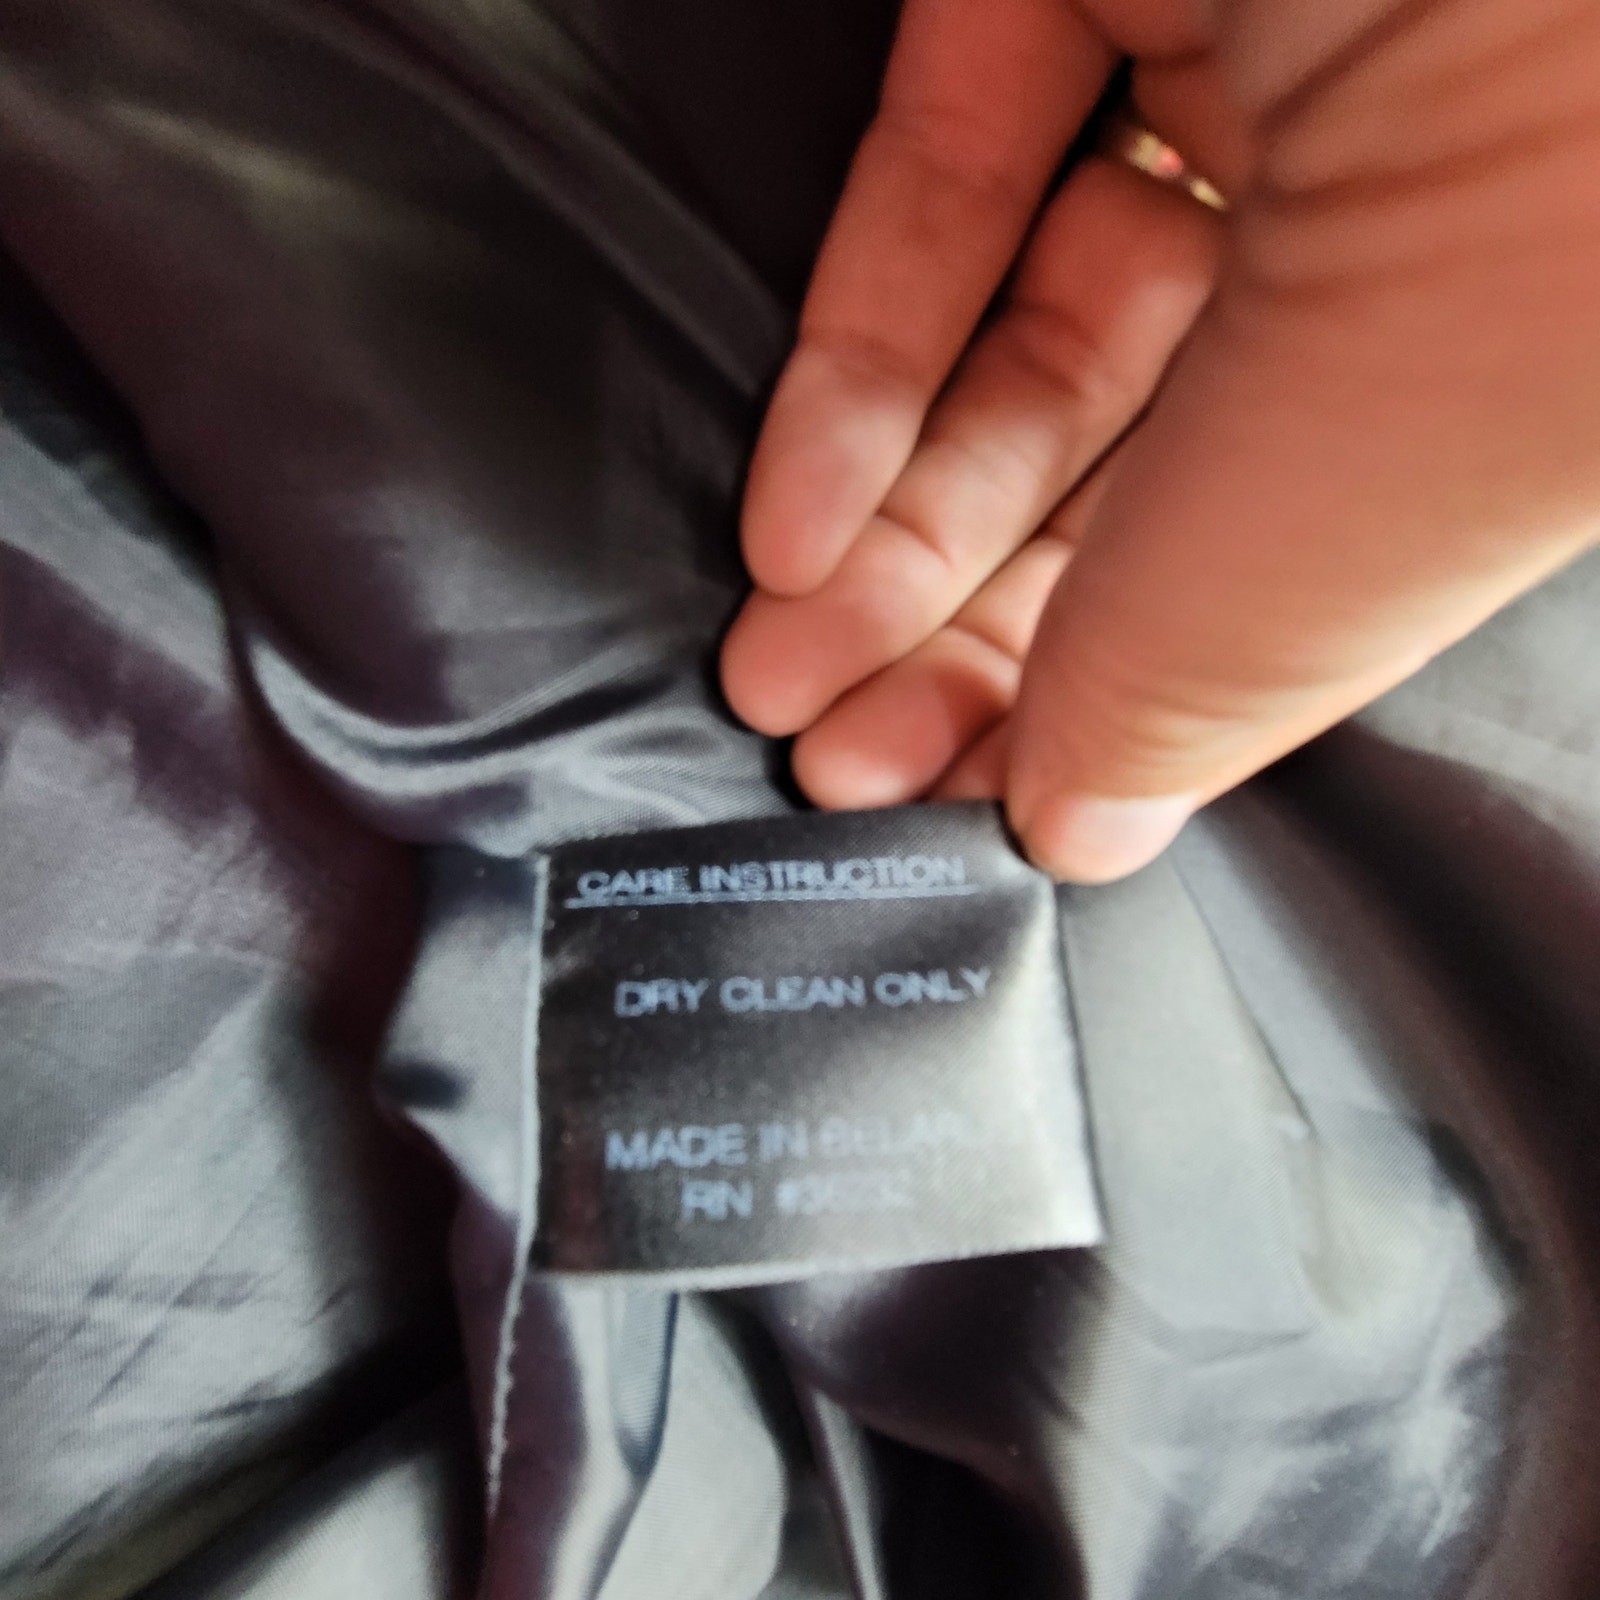 CARE INSTRUCTION
DRY CLEAN ONLY
MADE IN
RN